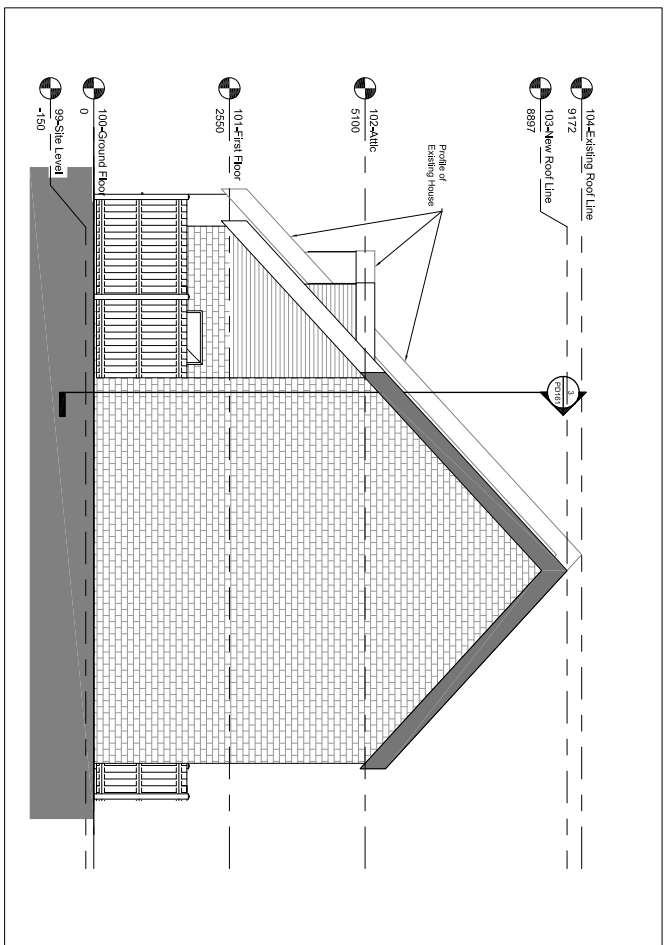 104-Existing Roof Line
9172
103-New Roof Line
8897
102-Attic
5100
101-First Floor
2550
100-Ground Floor
0
99-Site Level
-150
Profile of
Existing House
3
PD161